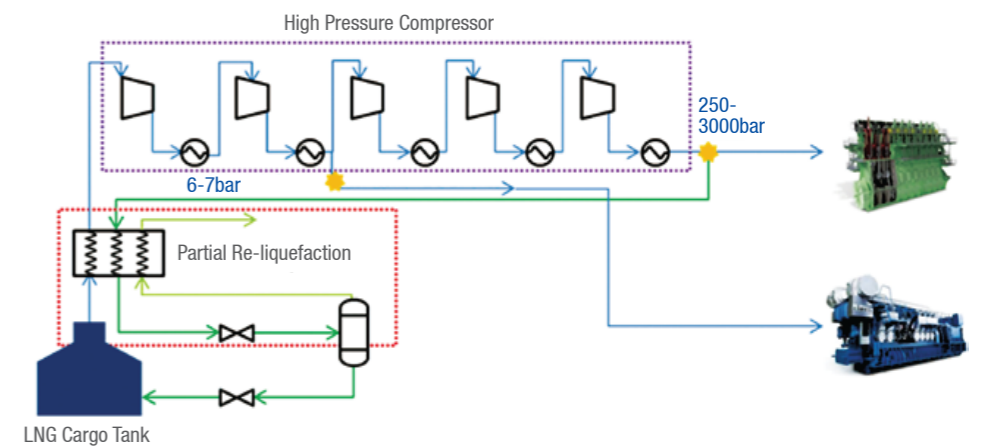 High Pressure Compressor
250-
3000bar
6-7bar
Partial Re-liquefaction
LNG Cargo Tank